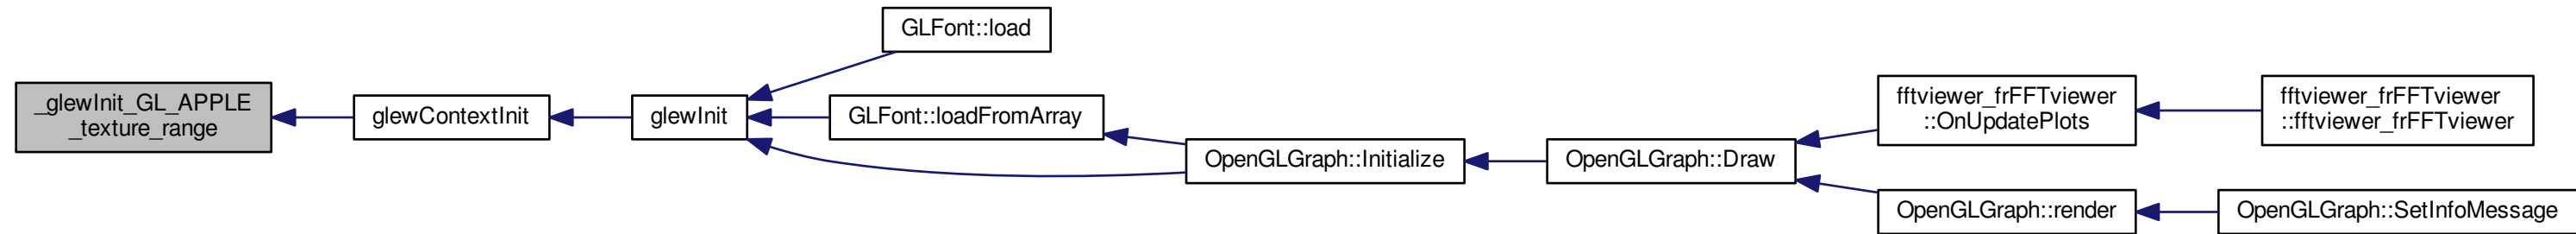 GLFont::load
_glewInit_GL_APPLE
_texture_range
glewContextInit
glewInit
GLFont::loadFromArray
OpenGLGraph::Initialize
OpenGLGraph::Draw
fftviewer_frFFTviewer
::OnUpdatePlots
fftviewer_frFFTviewer
::fftviewer_frFFTviewer
OpenGLGraph::render
OpenGLGraph::SetInfoMessage